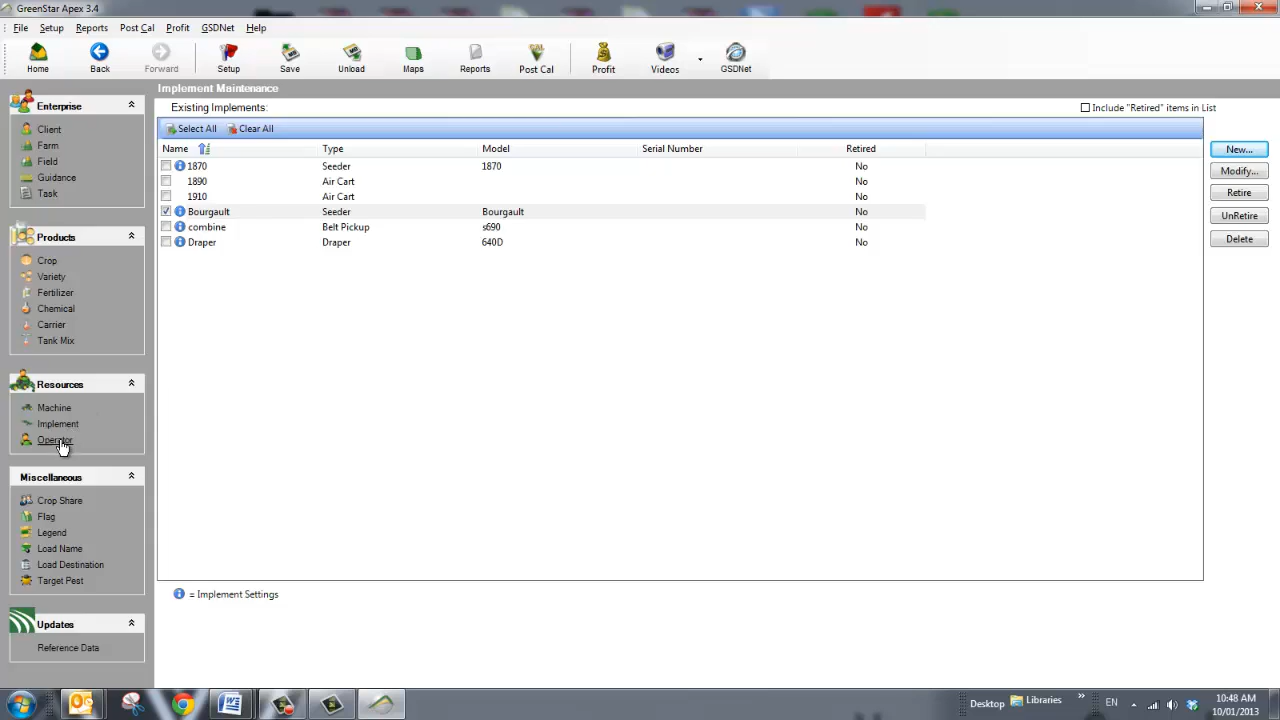 GreenStar Apex 3.4
File Setup Reports Post Cal Profit GSDNet Help
Home Back Forward Setup Save Unload Maps Reports Post Cal Profit Videos GSDNet
Implement Maintenance
Enterprise
Client
Farm
Field
Guidance
Task
Products
Crop
Variety
Fertilizer
Chemical
Carrier
Tank Mix
Resources
Machine
Implement
Operator
Miscellaneous
Crop Share
Flag
Legend
Load Name
Load Destination
Target Pest
Updates
Reference Data
Existing Implements:
Include "Retired" items in List
Select All Clear All
Name Type Model Serial Number Retired
1870 Seeder 1870 No
1890 Air Cart No
1910 Air Cart No
Bourgault Seeder Bourgault No
combine Belt Pickup s690 No
Draper Draper 640D No
= Implement Settings
New...
Modify...
Retire
UnRetire
Delete
Desktop Libraries EN
10:48 AM
10/01/2013